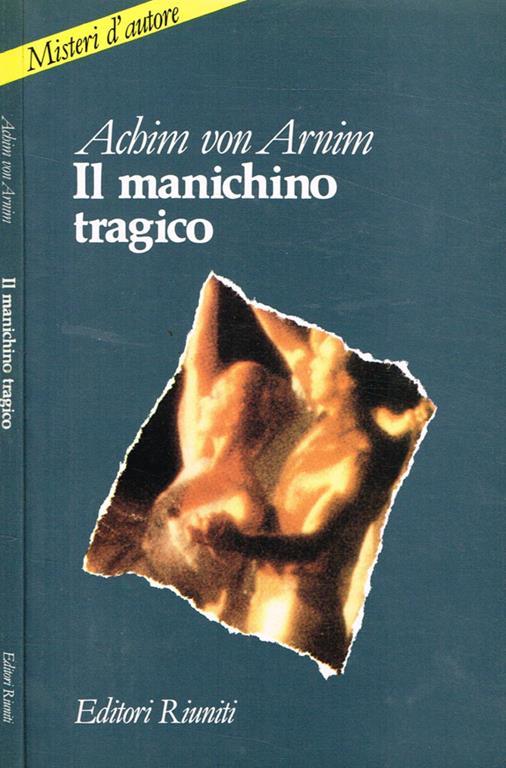 Misteri d'autore
Achim von Arnim
Il manichino
tragico
Editori Riuniti
Achim von Arnim
Il manichino tragico
Editori Riuniti